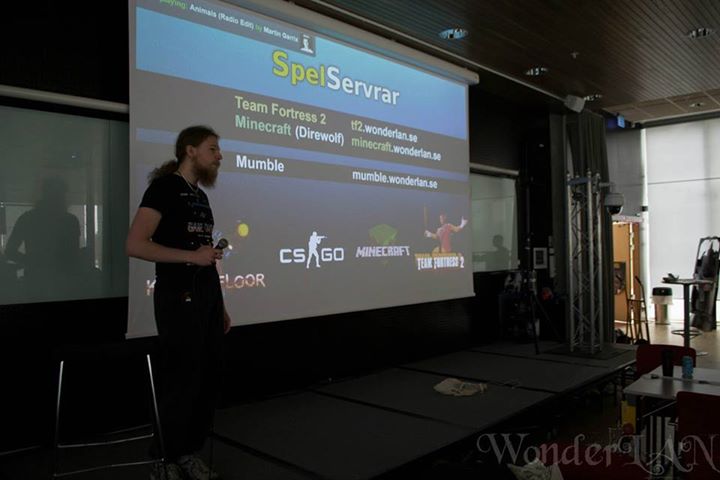 playing: Animals (Radio Edit) by Martin Garrix
SpelServrar
Team Fortress 2 tf2.wonderlan.se
Minecraft (Direwolf) minecraft.wonderlan.se
Mumble mumble.wonderlan.se
CS GO
MINECRAFT
TEAM FORTRESS 2
FLOOR
WonderLAN